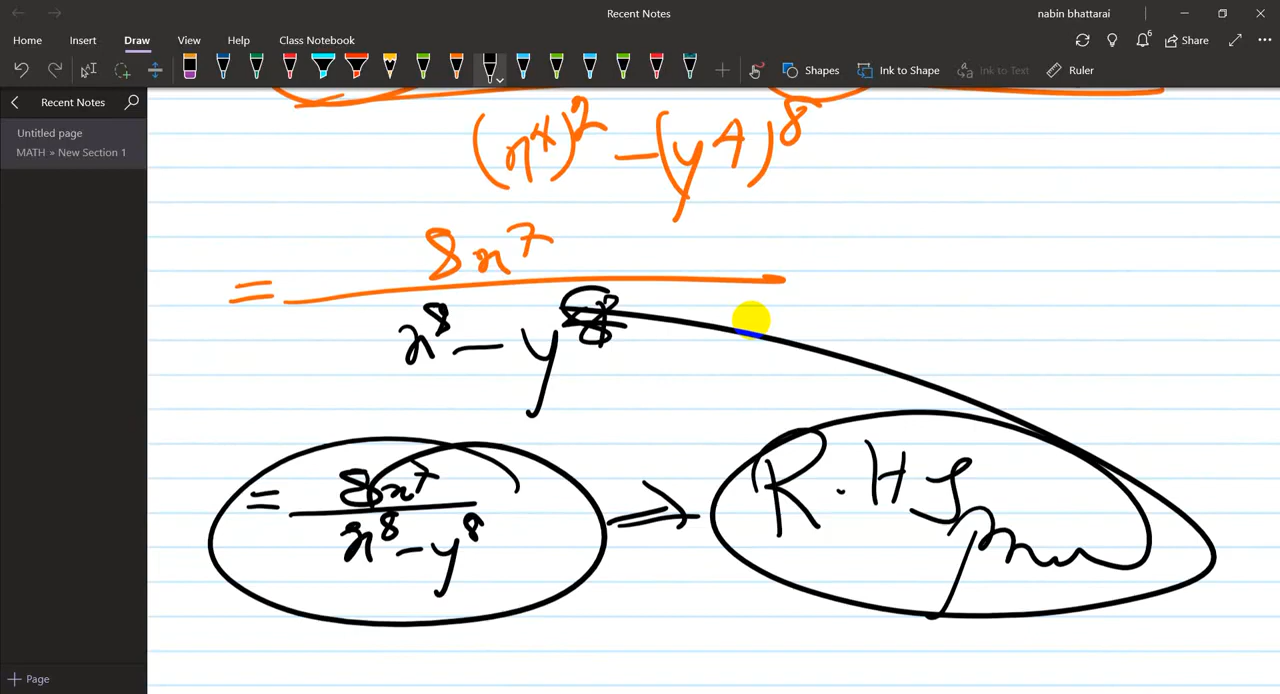 Recent Notes
nabin bhattarai
Home Insert Draw View Help Class Notebook
6 Share
Shapes Ink to Shape Ink to Text Ruler
Recent Notes
Untitled page
MATH » New Section 1
(x⁴)² - (y4)⁸
8x⁷
=
x⁸ - y
8x⁷
=
x⁸ - y⁸
⇒ R.H.S
+ Page